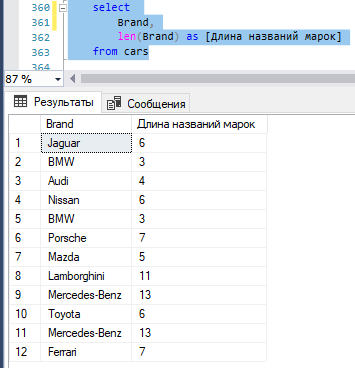 360 select
361 Brand,
362 len(Brand) as [Длина названий марок]
363 from cars
364
87 %
Результаты Сообщения
Brand Длина названий марок
1 Jaguar 6
2 BMW 3
3 Audi 4
4 Nissan 6
5 BMW 3
6 Porsche 7
7 Mazda 5
8 Lamborghini 11
9 Mercedes-Benz 13
10 Toyota 6
11 Mercedes-Benz 13
12 Ferrari 7